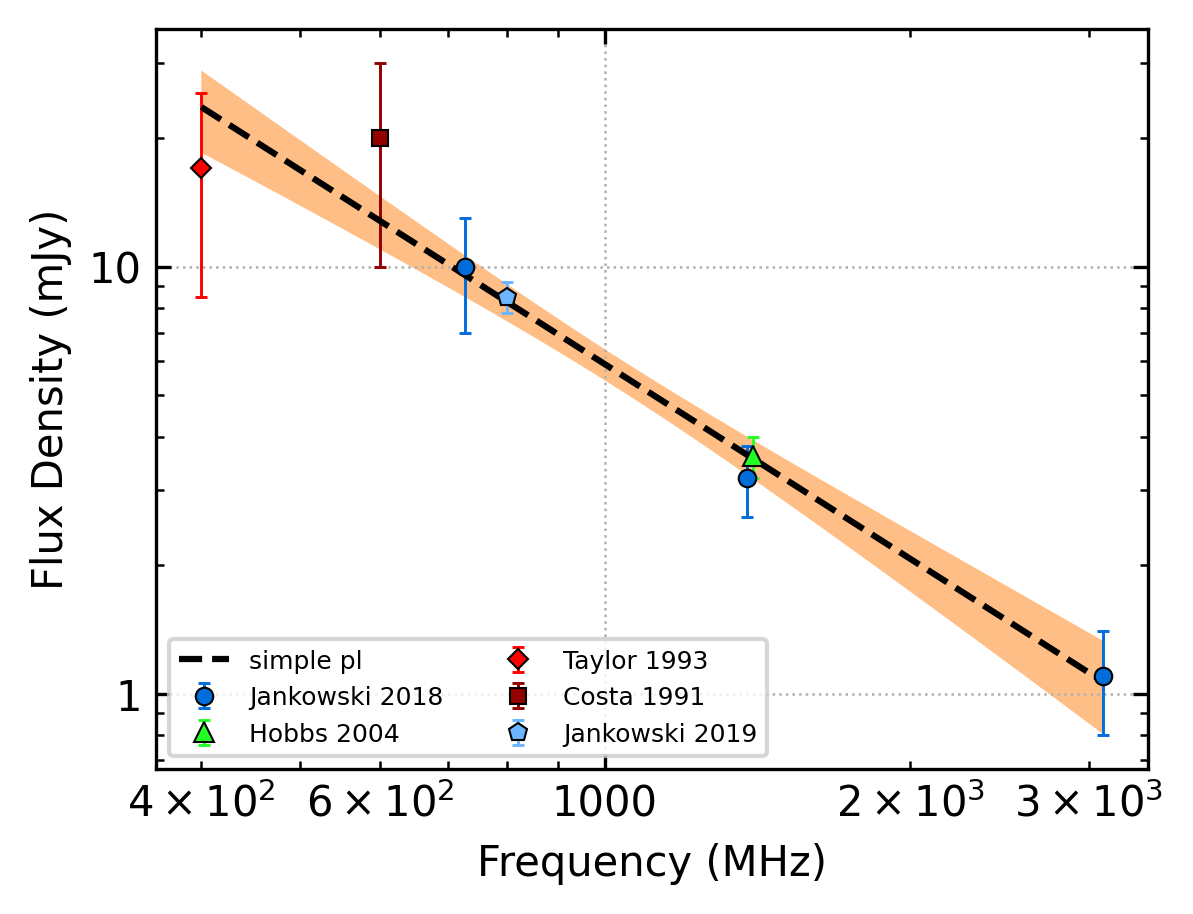 Flux Density (mJy)
10
1
simple pl
Jankowski 2018
Hobbs 2004
Taylor 1993
Costa 1991
Jankowski 2019
4 × 10² 6 × 10² 1000 2 × 10³ 3 × 10³
Frequency (MHz)